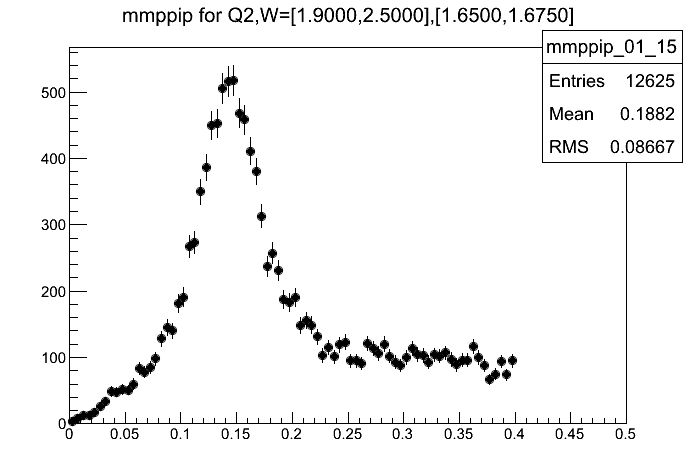 mmppip for Q2,W=[1.9000,2.5000],[1.6500,1.6750]
mmppip_01_15
Entries 12625
Mean 0.1882
RMS 0.08667
500
400
300
200
100
0
0 0.05 0.1 0.15 0.2 0.25 0.3 0.35 0.4 0.45 0.5